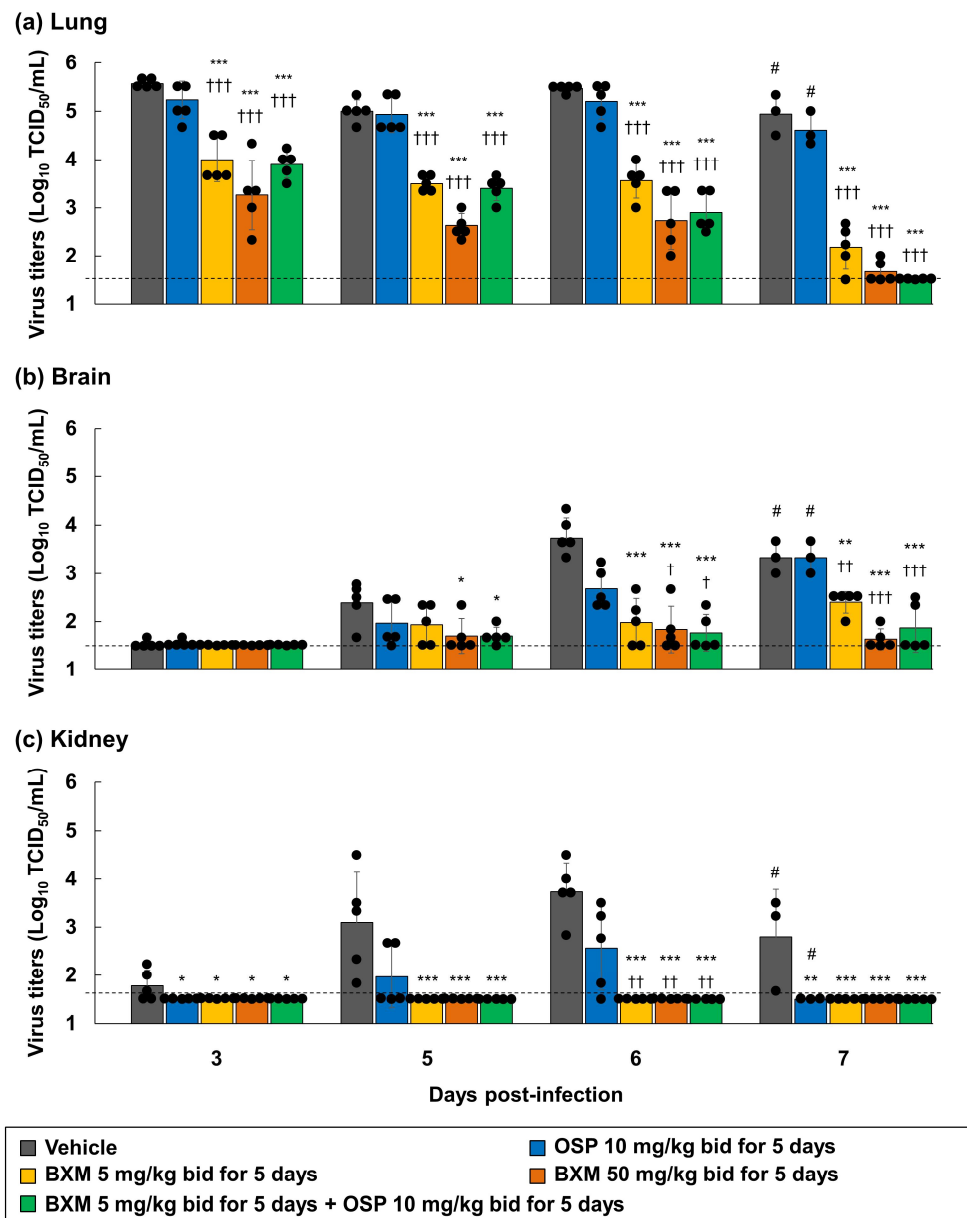 (a) Lung
Virus titers (Log10 TCID50/mL)
6
5
4
3
2
1
*** *** *** *** *** *** *** *** *** # # *** *** ***
††† ††† ††† ††† ††† ††† ††† ††† ††† ††† ††† †††
(b) Brain
Virus titers (Log10 TCID50/mL)
6
5
4
3
2
1
* * *** *** *** # # ** *** ***
† † †† ††† †††
(c) Kidney
Virus titers (Log10 TCID50/mL)
6
5
4
3
2
1
* * * * *** *** *** *** *** *** # # ** *** *** ***
†† †† ††
3 5 6 7
Days post-infection
Vehicle
OSP 10 mg/kg bid for 5 days
BXM 5 mg/kg bid for 5 days
BXM 50 mg/kg bid for 5 days
BXM 5 mg/kg bid for 5 days + OSP 10 mg/kg bid for 5 days